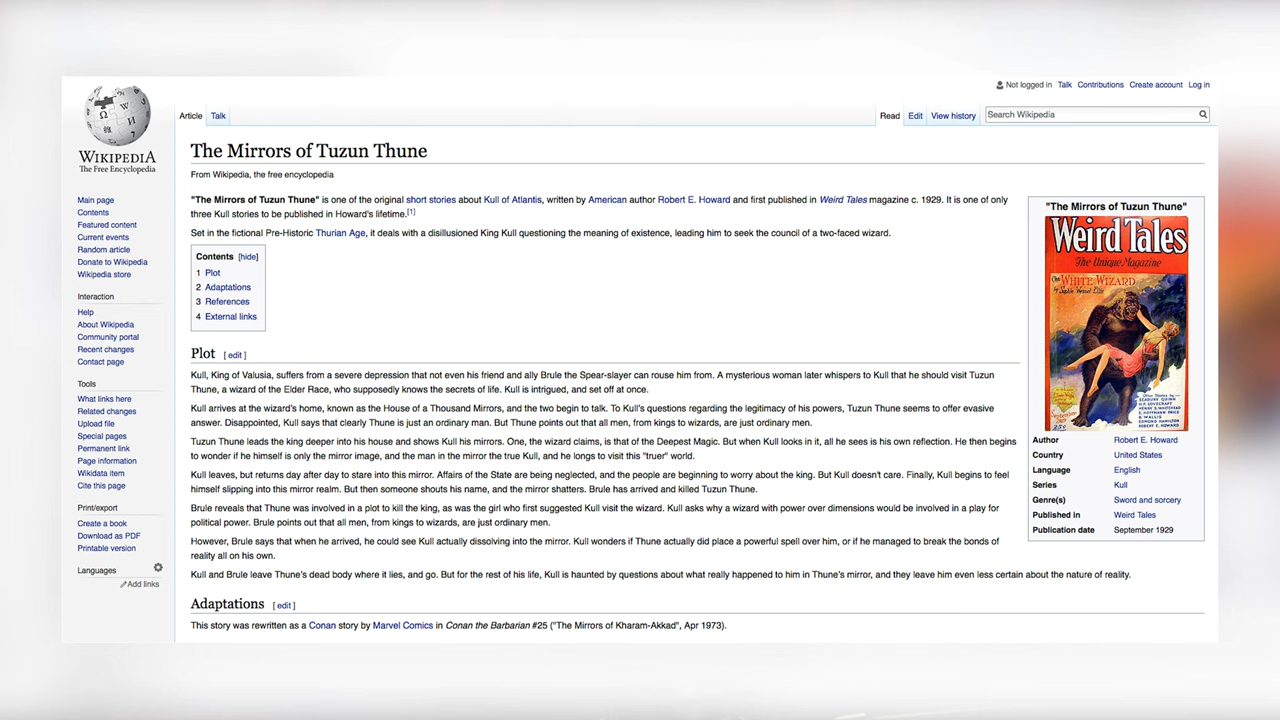 Not logged in Talk Contributions Create account Log in
Article Talk
Read Edit View history
Search Wikipedia
WIKIPEDIA
The Free Encyclopedia
Main page
Contents
Featured content
Current events
Random article
Donate to Wikipedia
Wikipedia store
Interaction
Help
About Wikipedia
Community portal
Recent changes
Contact page
Tools
What links here
Related changes
Upload file
Special pages
Permanent link
Page information
Wikidata item
Cite this page
Print/export
Create a book
Download as PDF
Printable version
Languages
Add links
The Mirrors of Tuzun Thune
From Wikipedia, the free encyclopedia
"The Mirrors of Tuzun Thune" is one of the original short stories about Kull of Atlantis, written by American author Robert E. Howard and first published in Weird Tales magazine c. 1929. It is one of only
three Kull stories to be published in Howard's lifetime.[1]
Set in the fictional Pre-Historic Thurian Age, it deals with a disillusioned King Kull questioning the meaning of existence, leading him to seek the council of a two-faced wizard.
Contents [hide]
1 Plot
2 Adaptations
3 References
4 External links
Plot [ edit ]
Kull, King of Valusia, suffers from a severe depression that not even his friend and ally Brule the Spear-slayer can rouse him from. A mysterious woman later whispers to Kull that he should visit Tuzun
Thune, a wizard of the Elder Race, who supposedly knows the secrets of life. Kull is intrigued, and set off at once.
Kull arrives at the wizard's home, known as the House of a Thousand Mirrors, and the two begin to talk. To Kull's questions regarding the legitimacy of his powers, Tuzun Thune seems to offer evasive
answer. Disappointed, Kull says that clearly Thune is just an ordinary man. But Thune points out that all men, from kings to wizards, are just ordinary men.
Tuzun Thune leads the king deeper into his house and shows Kull his mirrors. One, the wizard claims, is that of the Deepest Magic. But when Kull looks in it, all he sees is his own reflection. He then begins
to wonder if he himself is only the mirror image, and the man in the mirror the true Kull, and he longs to visit this "truer" world.
Kull leaves, but returns day after day to stare into this mirror. Affairs of the State are being neglected, and the people are beginning to worry about the king. But Kull doesn't care. Finally, Kull begins to feel
himself slipping into this mirror realm. But then someone shouts his name, and the mirror shatters. Brule has arrived and killed Tuzun Thune.
Brule reveals that Thune was involved in a plot to kill the king, as was the girl who first suggested Kull visit the wizard. Kull asks why a wizard with power over dimensions would be involved in a play for
political power. Brule points out that all men, from kings to wizards, are just ordinary men.
However, Brule says that when he arrived, he could see Kull actually dissolving into the mirror. Kull wonders if Thune actually did place a powerful spell over him, or if he managed to break the bonds of
reality all on his own.
Kull and Brule leave Thune's dead body where it lies, and go. But for the rest of his life, Kull is haunted by questions about what really happened to him in Thune's mirror, and they leave him even less certain about the nature of reality.
Adaptations [ edit ]
This story was rewritten as a Conan story by Marvel Comics in Conan the Barbarian #25 ("The Mirrors of Kharam-Akkad", Apr 1973).
"The Mirrors of Tuzun Thune"
Weird Tales
The Unique Magazine
The WHITE WIZARD
Author Robert E. Howard
Country United States
Language English
Series Kull
Genre(s) Sword and sorcery
Published in Weird Tales
Publication date September 1929